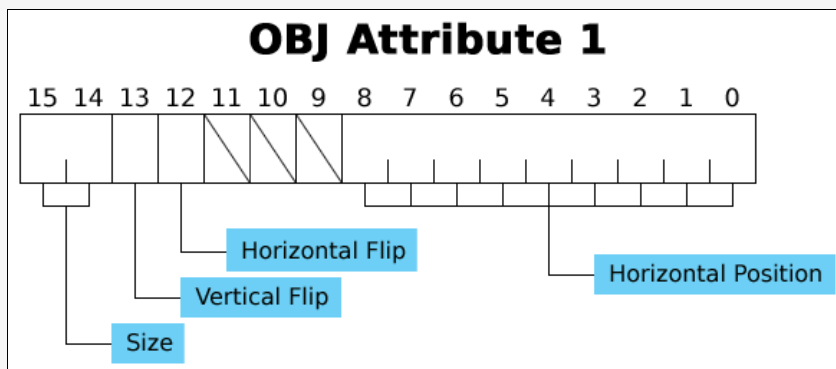 OBJ Attribute 1
15 14 13 12 11 10 9 8 7 6 5 4 3 2 1 0
Horizontal Flip
Horizontal Position
Vertical Flip
Size